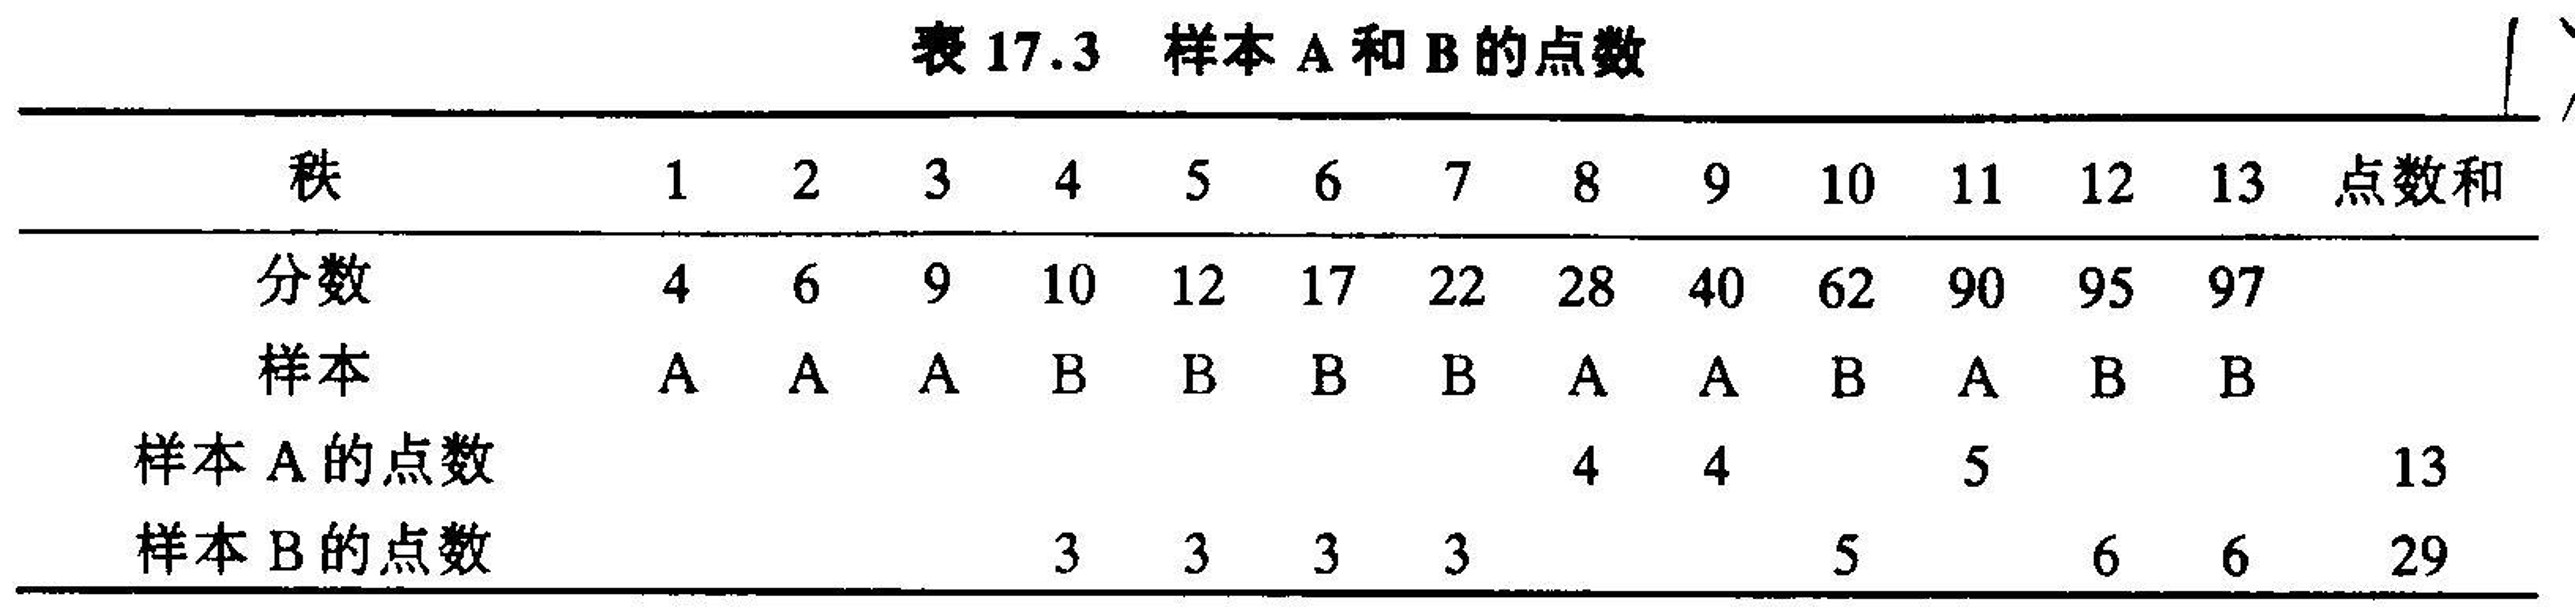 表 17.3 样本 A 和 B 的点数
秩 1 2 3 4 5 6 7 8 9 10 11 12 13 点数和
分数 4 6 9 10 12 17 22 28 40 62 90 95 97
样本 A A A B B B B A A B A B B
样本 A 的点数 4 4 5 13
样本 B 的点数 3 3 3 3 5 6 6 29